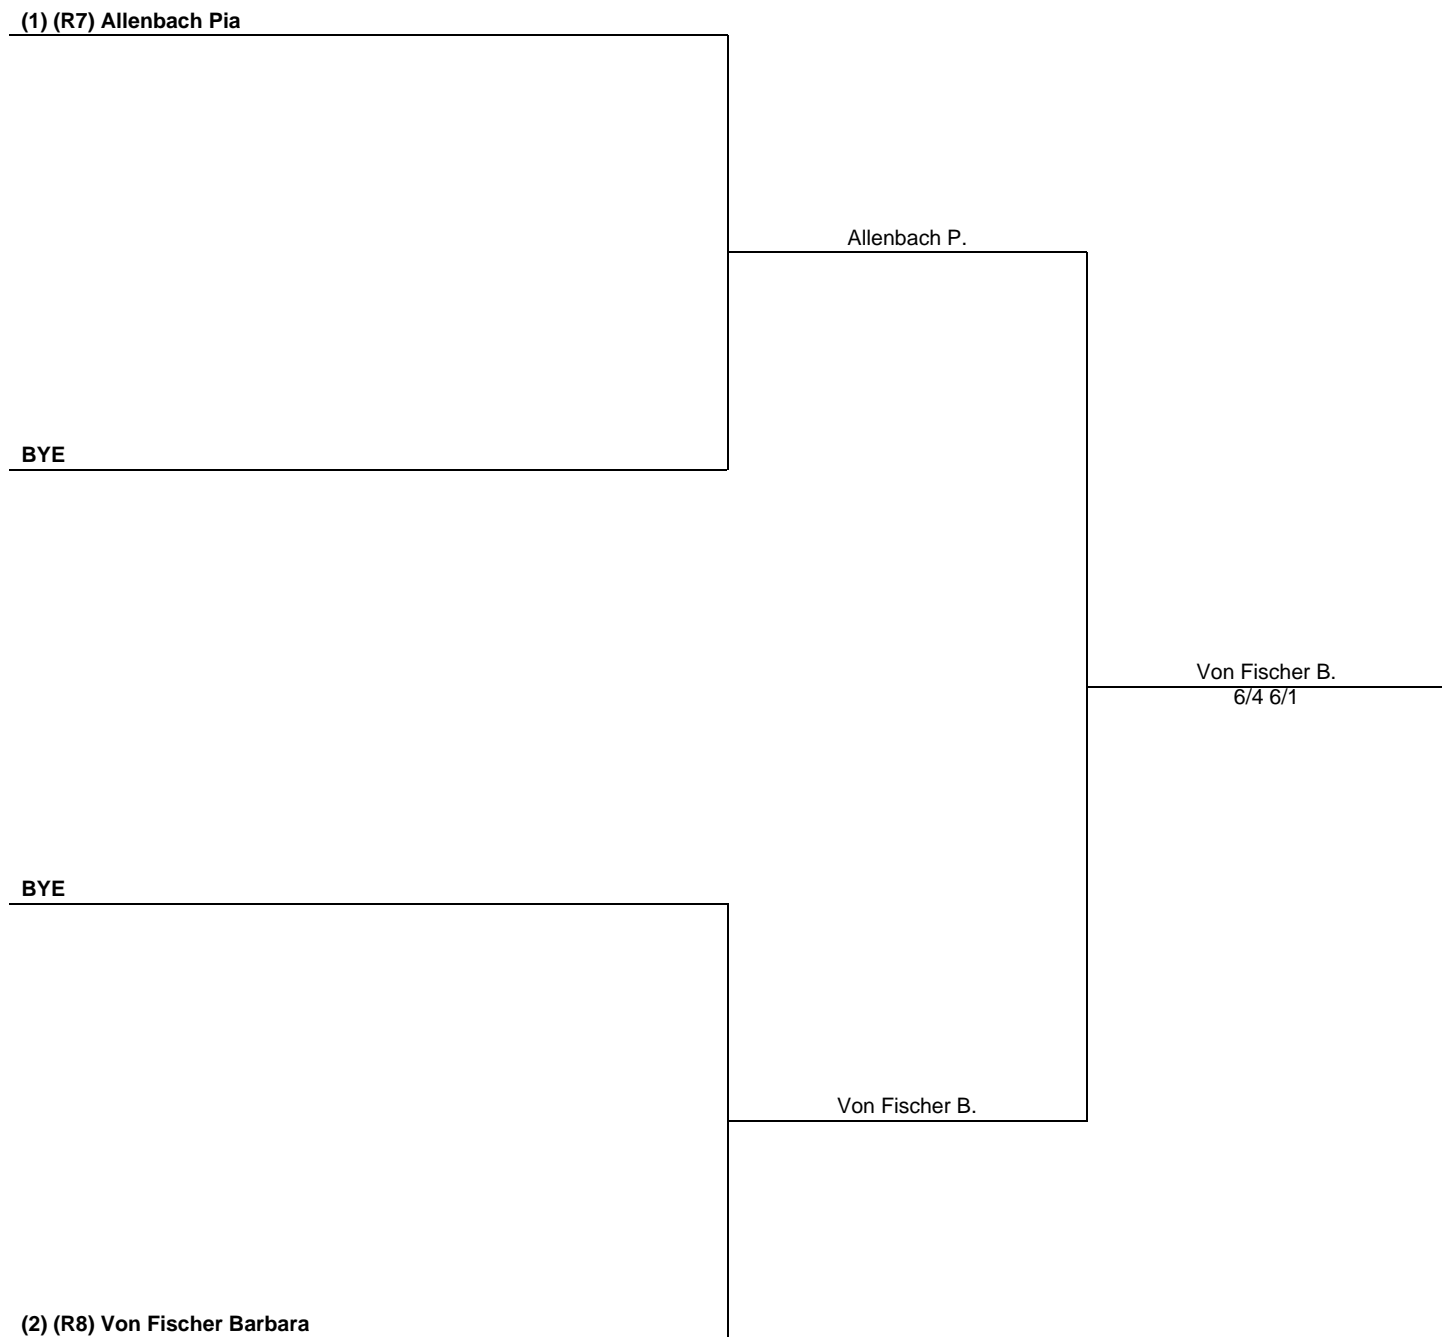 (1) (R7) Allenbach Pia
Allenbach P.
BYE
Von Fischer B.
6/4 6/1
BYE
Von Fischer B.
(2) (R8) Von Fischer Barbara